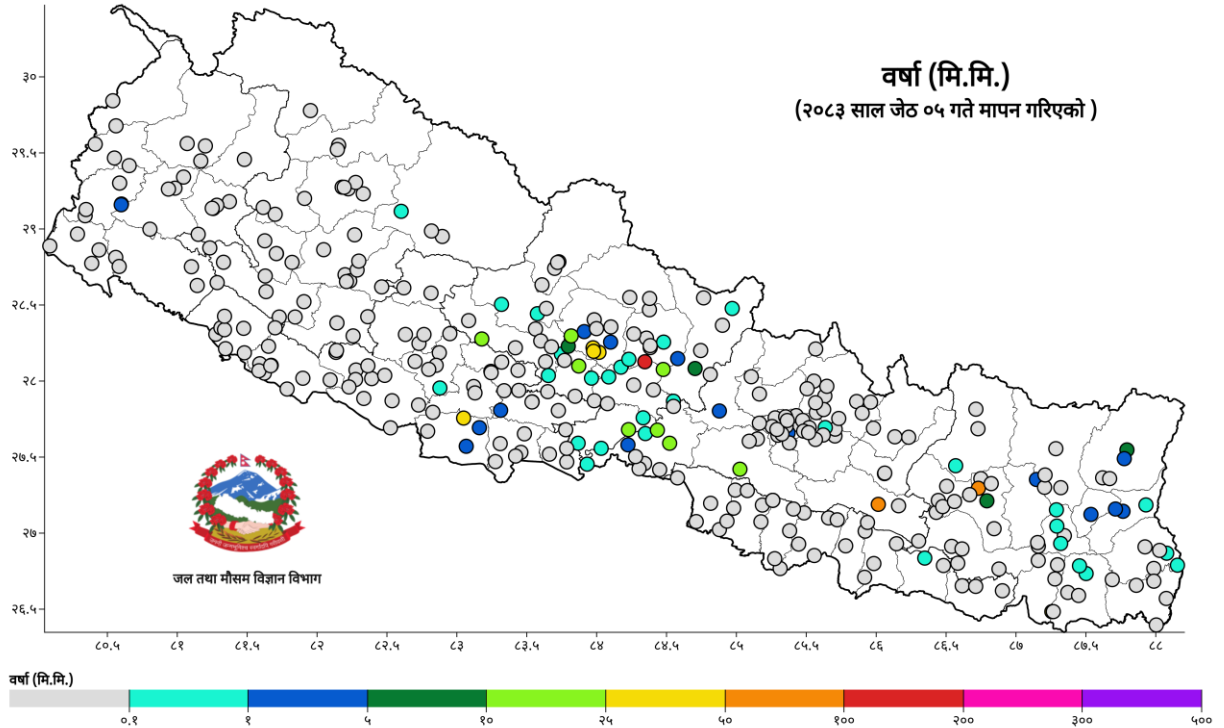 वर्षा (मि.मि.)
(२०८३ साल जेठ ०५ गते मापन गरिएको )
३०
२९.५
२९
२८.५
२८
२७.५
२७
२६.५
जल तथा मौसम विज्ञान विभाग
८०.५ ८१ ८१.५ ८२ ८२.५ ८३ ८३.५ ८४ ८४.५ ८५ ८५.५ ८६ ८६.५ ८७ ८७.५ ८८
वर्षा (मि.मि.)
०.१ १ ५ १० २५ ५० १०० २०० ३०० ५००